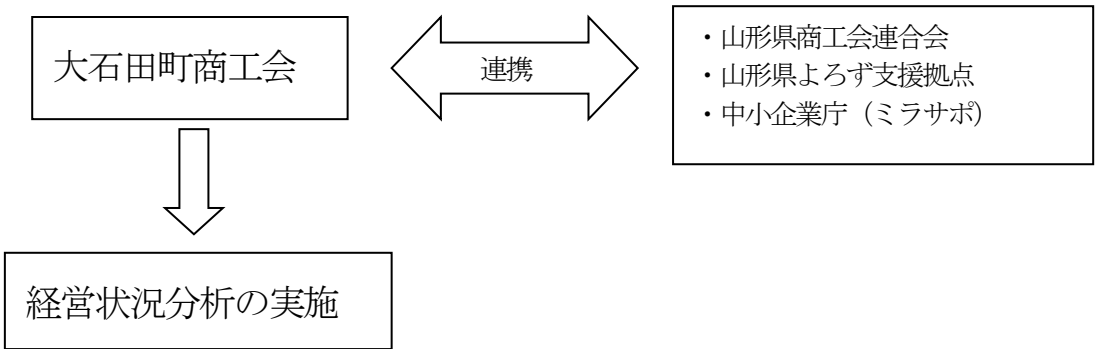 大石田町商工会
連携
・山形県商工会連合会
・山形県よろず支援拠点
・中小企業庁（ミラサポ）
経営状況分析の実施